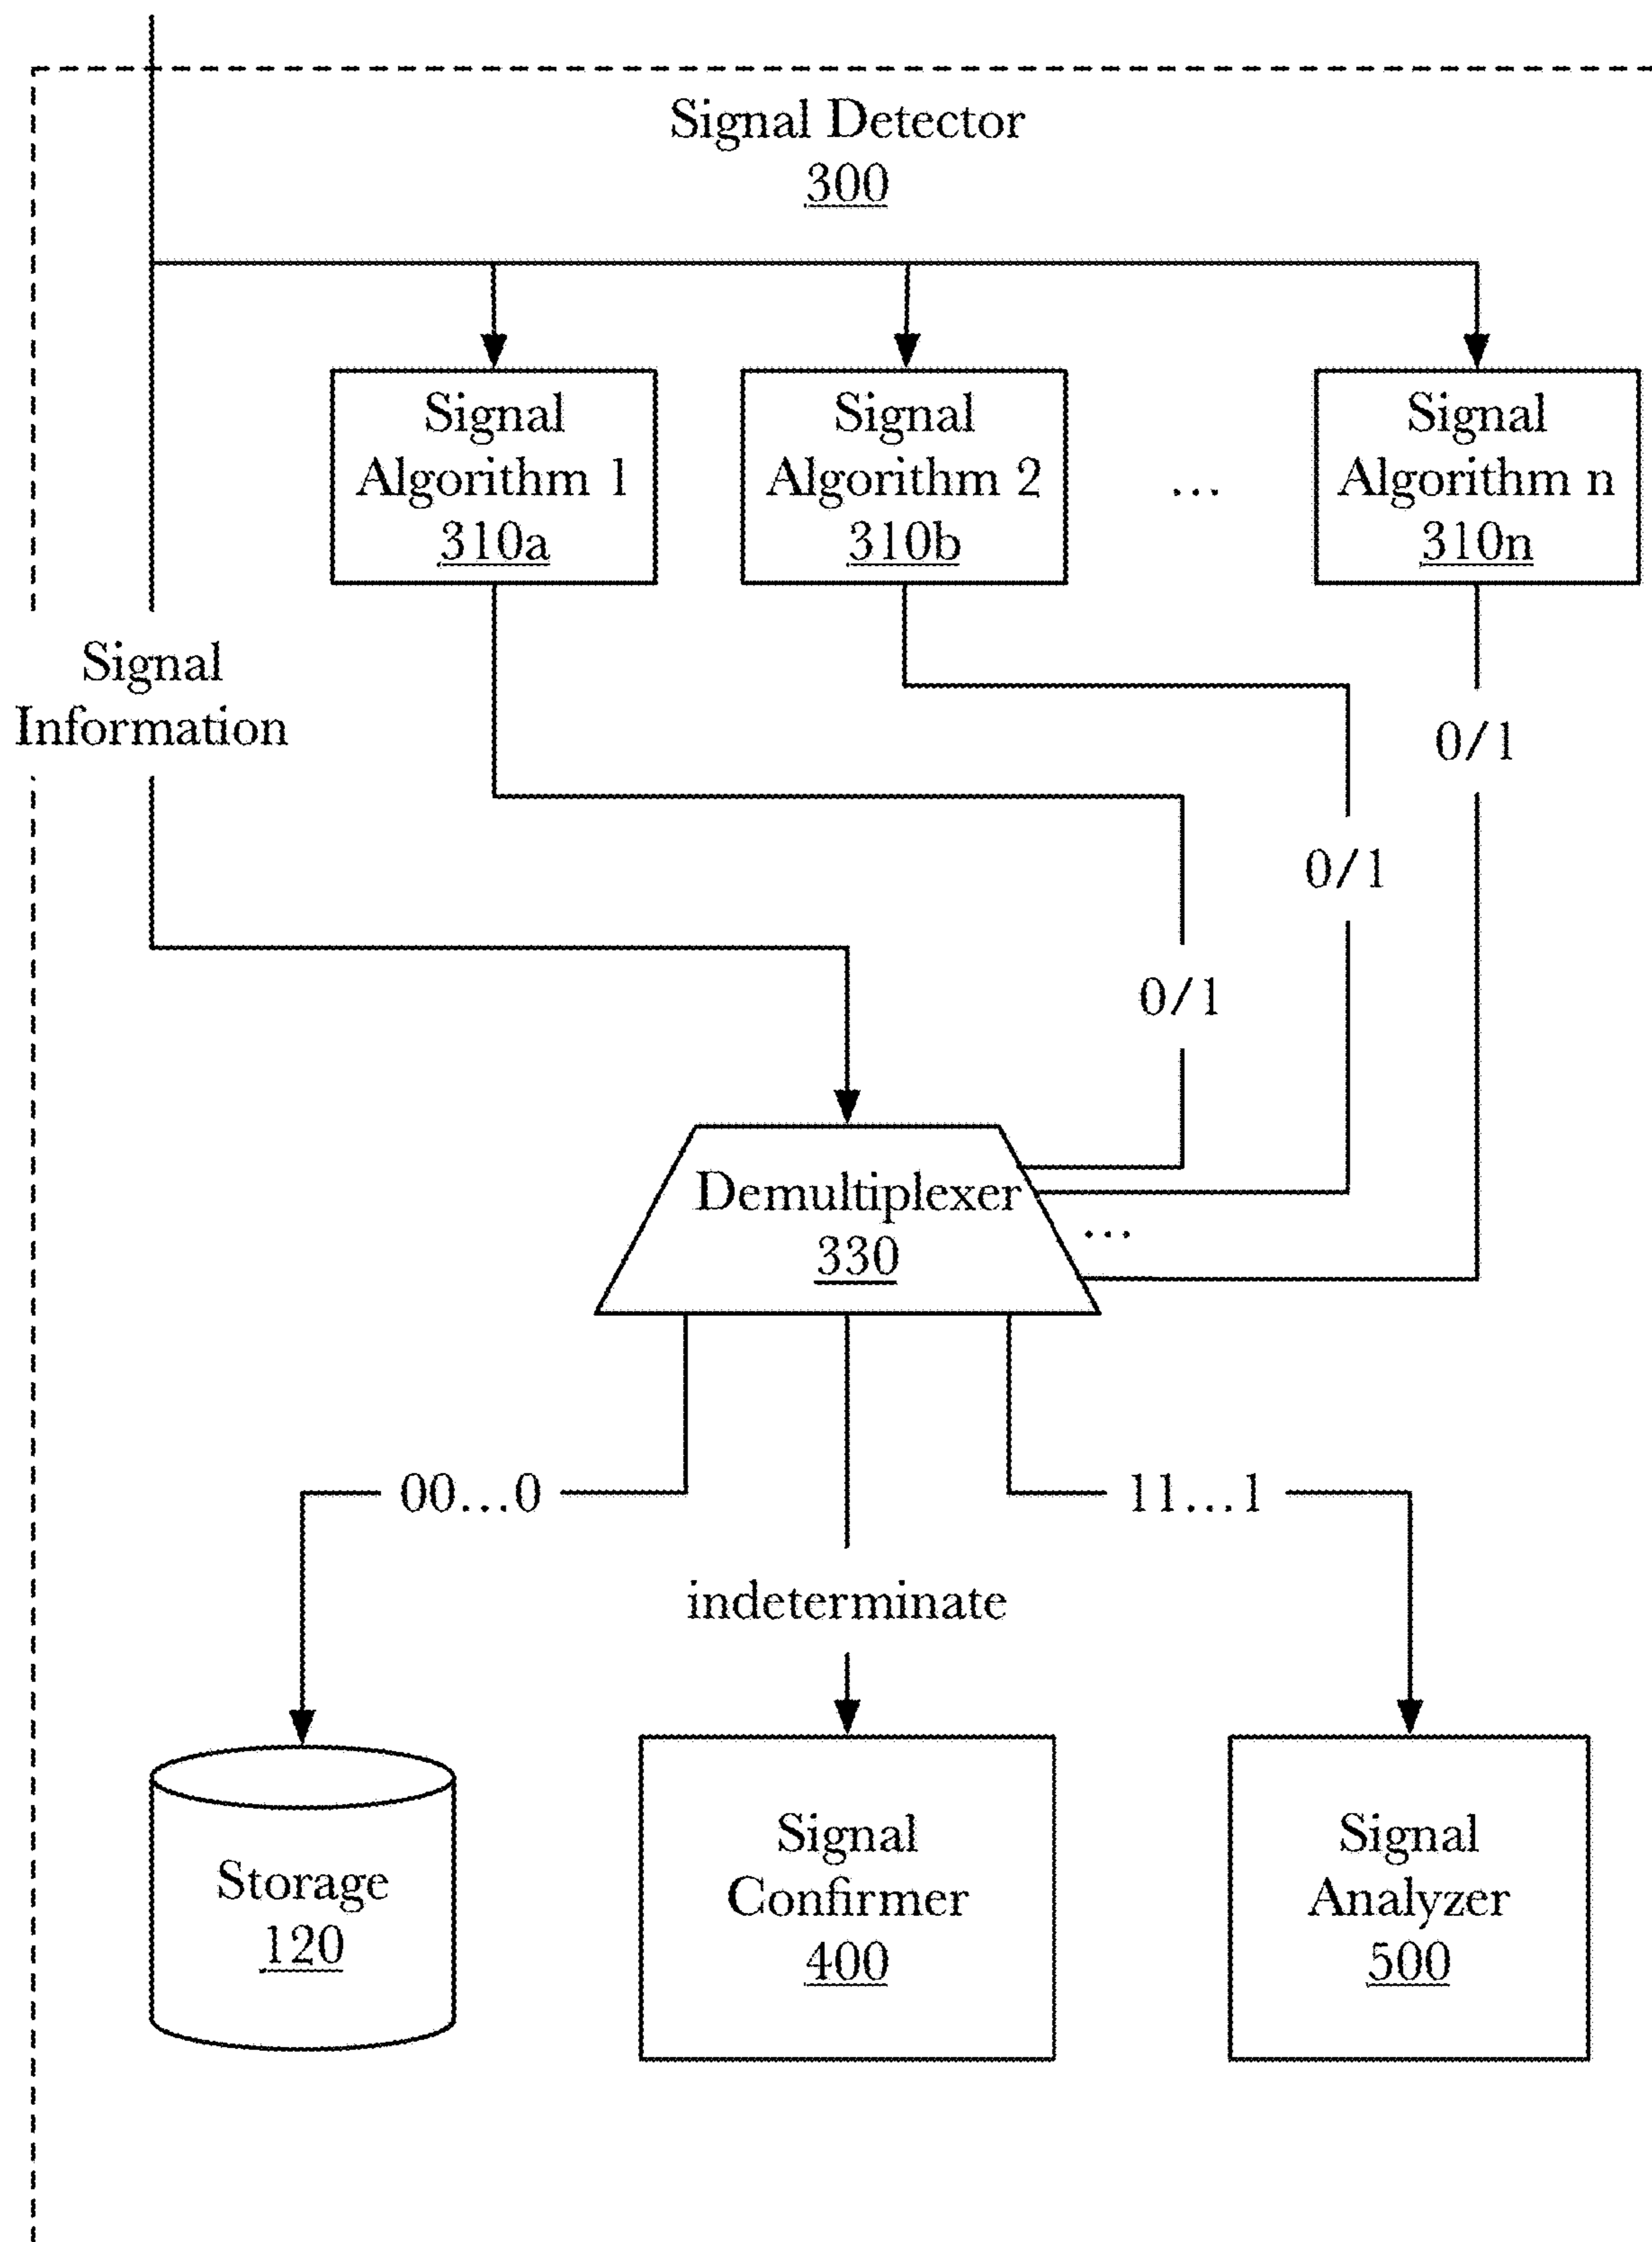 Signal Detector
300
Signal
Algorithm 1
310a
Signal
Algorithm 2
310b
...
Signal
Algorithm n
310n
Signal
Information
0/1
0/1
0/1
Demultiplexer
330
...
00...0
11...1
indeterminate
Storage
120
Signal
Confirmer
400
Signal
Analyzer
500